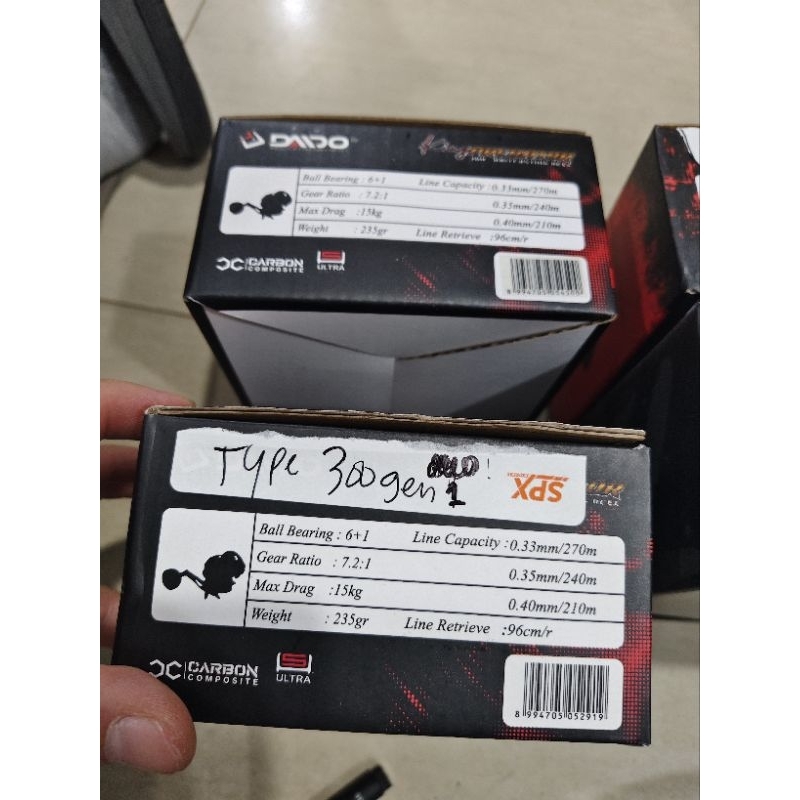 DAIDO
Ball Bearing : 6+1 Line Capacity : 0.33mm/270m
Gear Ratio : 7.2:1 0.35mm/240m
Max Drag :15kg 0.40mm/210m
Weight : 235gr Line Retrieve :96cm/r
CARBON
COMPOSITE
ULTRA
TYPE 300 gen 1
SPX
Ball Bearing : 6+1 Line Capacity : 0.33mm/270m
Gear Ratio : 7.2:1 0.35mm/240m
Max Drag :15kg 0.40mm/210m
Weight : 235gr Line Retrieve :96cm/r
CARBON
COMPOSITE
ULTRA
8 994705 052919